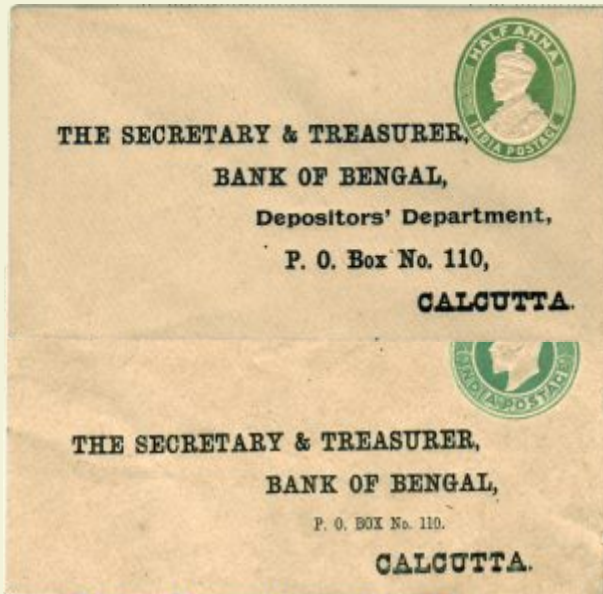 HALF ANNA
INDIA POSTAGE
THE SECRETARY & TREASURER,
BANK OF BENGAL,
Depositors' Department,
P. O. Box No. 110,
CALCUTTA.
INDIA POSTAGE
THE SECRETARY & TREASURER,
BANK OF BENGAL,
P. O. BOX No. 110.
CALCUTTA.